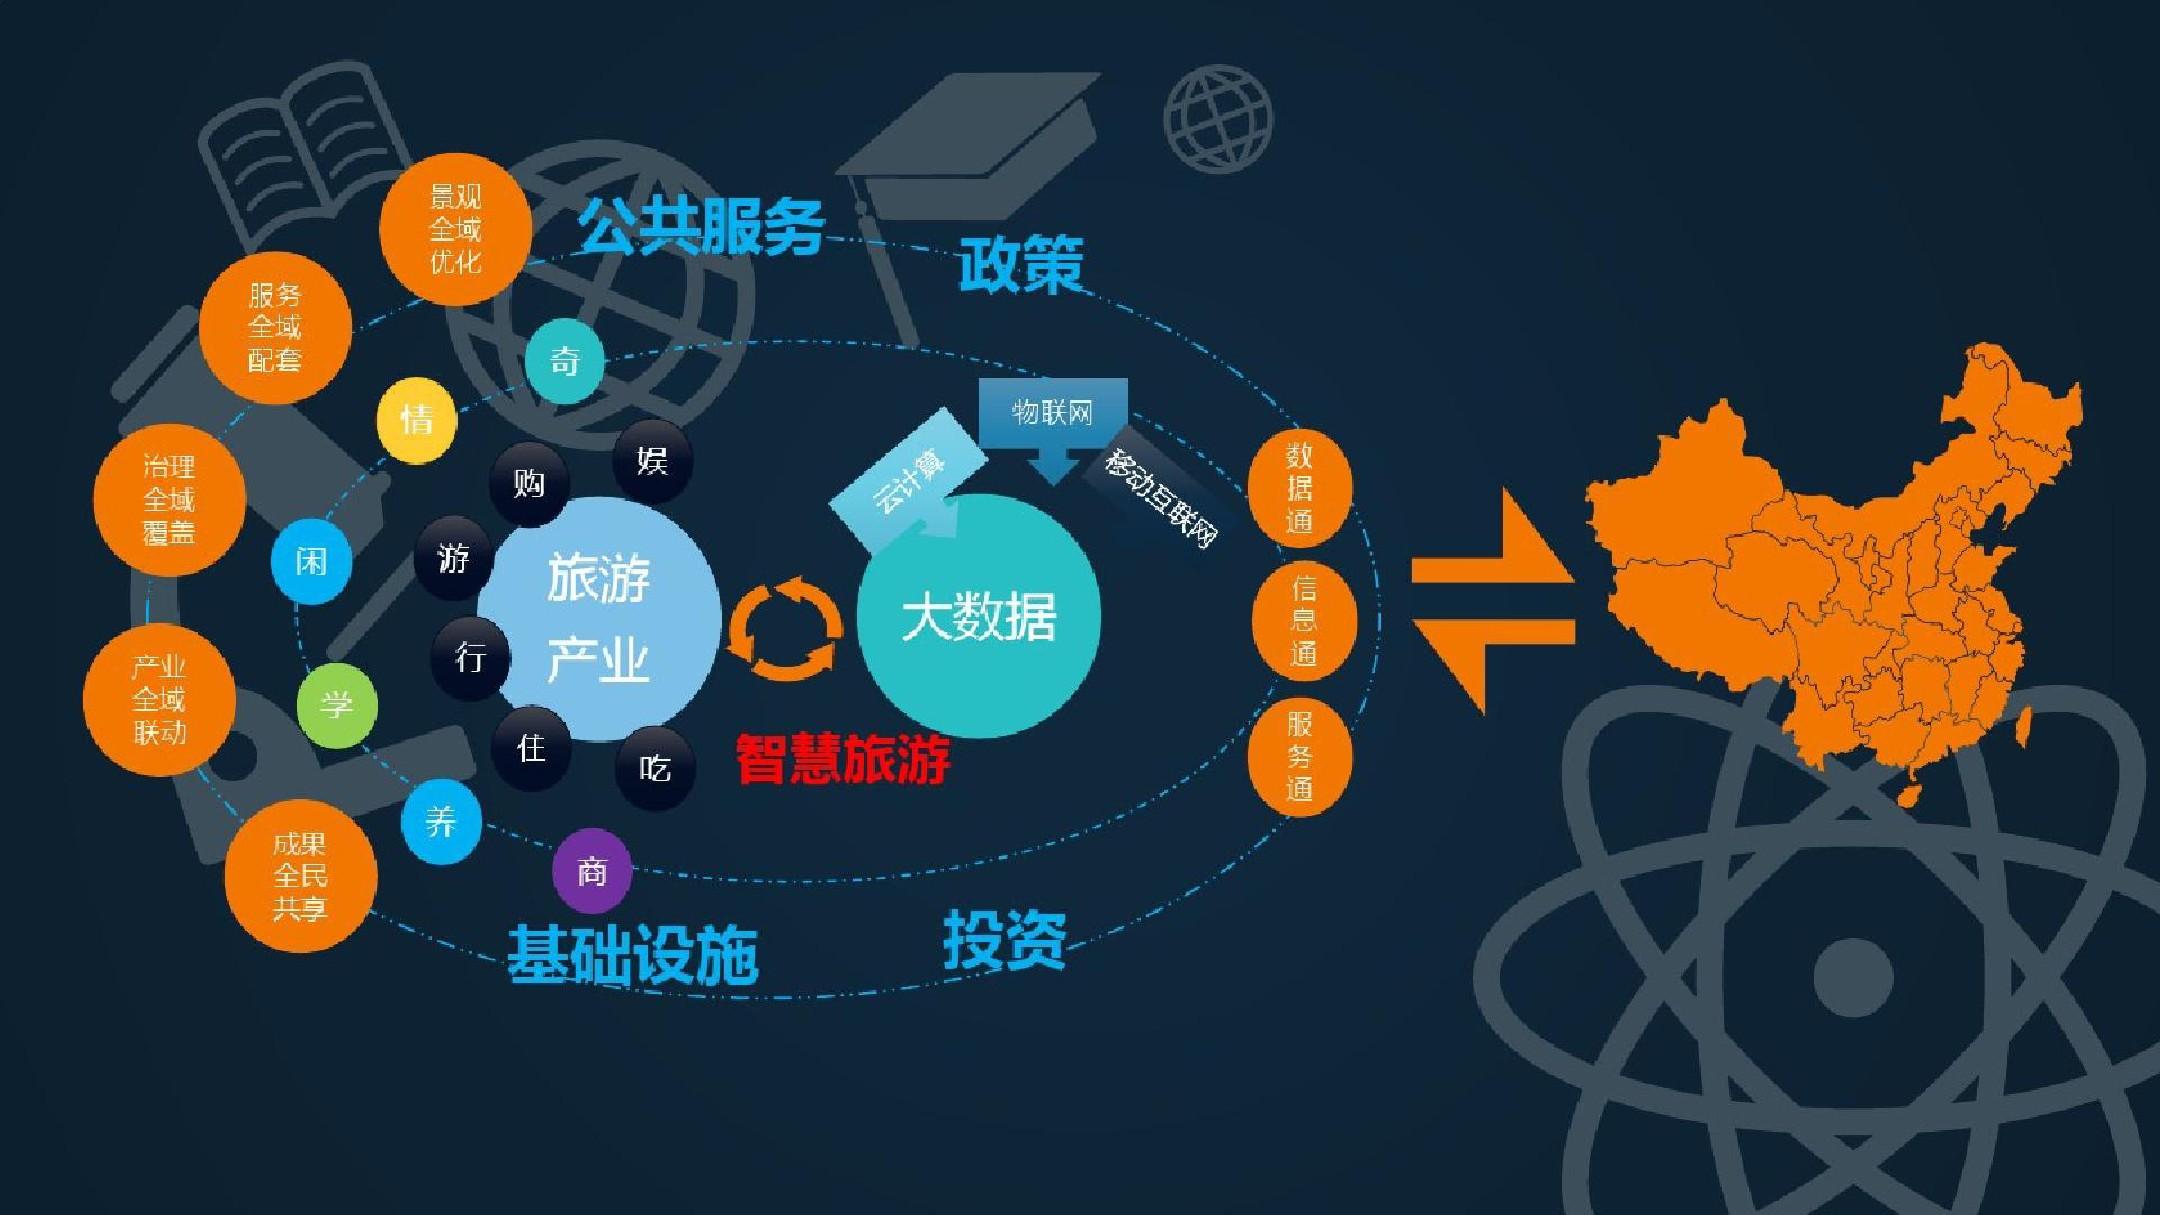 景观
全域
优化
公共服务
政策
服务
全域
配套
奇
情
物联网
云计算
移动互联网
数
据
通
购
娱
治理
全域
覆盖
闲
游
旅游
产业
大数据
信
息
通
行
产业
全域
联动
学
住
吃
智慧旅游
服
务
通
养
商
成果
全民
共享
基础设施
投资